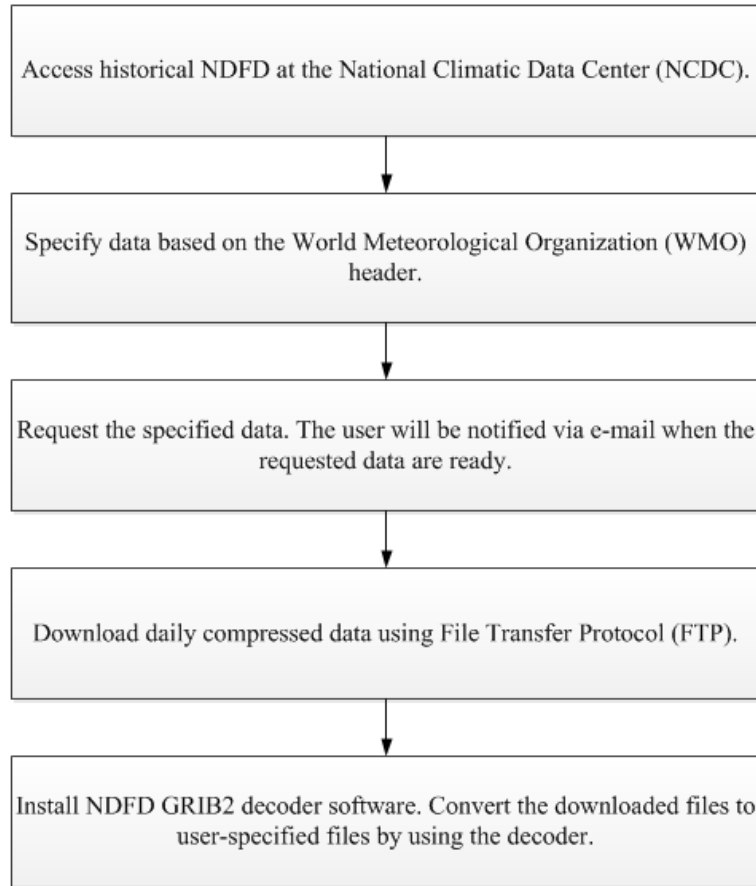 Access historical NDFD at the National Climatic Data Center (NCDC).
Specify data based on the World Meteorological Organization (WMO)
header.
Request the specified data. The user will be notified via e-mail when the
requested data are ready.
Download daily compressed data using File Transfer Protocol (FTP).
Install NDFD GRIB2 decoder software. Convert the downloaded files to
user-specified files by using the decoder.